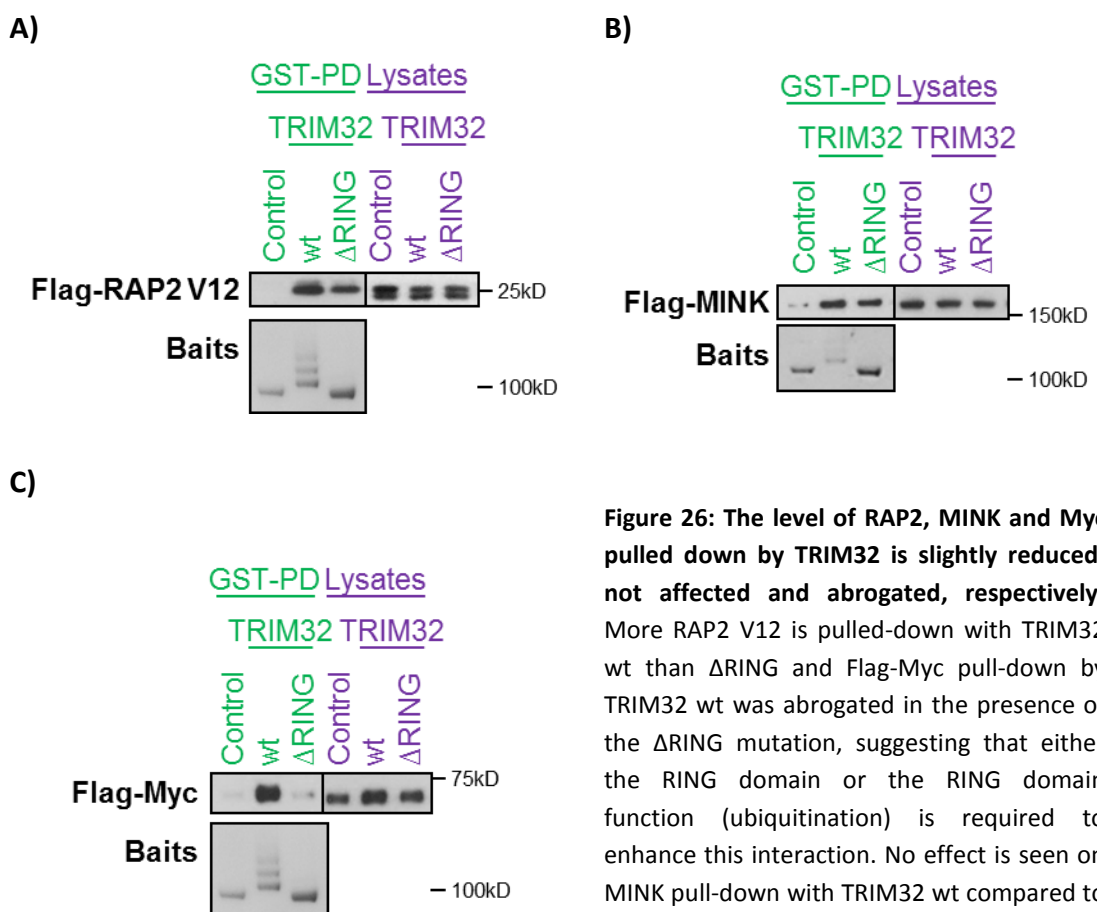 A)
GST-PD Lysates
TRIM32 TRIM32
Control wt ΔRING Control wt ΔRING
Flag-RAP2 V12
25kD
Baits
100kD
B)
GST-PD Lysates
TRIM32 TRIM32
Control wt ΔRING Control wt ΔRING
Flag-MINK
150kD
Baits
100kD
C)
GST-PD Lysates
TRIM32 TRIM32
Control wt ΔRING Control wt ΔRING
75kD
Flag-Myc
Baits
100kD
Figure 26: The level of RAP2, MINK and Myc
pulled down by TRIM32 is slightly reduced
not affected and abrogated, respectively
More RAP2 V12 is pulled-down with TRIM32
wt than ΔRING and Flag-Myc pull-down by
TRIM32 wt was abrogated in the presence o
the ΔRING mutation, suggesting that eithe
the RING domain or the RING domain
function (ubiquitination) is required to
enhance this interaction. No effect is seen on
MINK pull-down with TRIM32 wt compared to